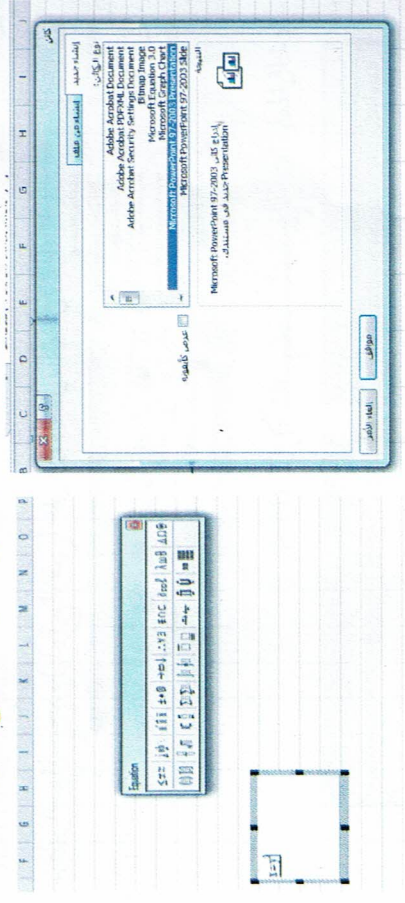 كائن
إنشاء جديد
إنشاء من ملف
نوع الكائن:
Adobe Acrobat Document
Adobe Acrobat PDFXML Document
Adobe Acrobat Security Settings Document
Bitmap Image
Microsoft Equation 3.0
Microsoft Graph Chart
Microsoft PowerPoint 97-2003 Presentation
Microsoft PowerPoint 97-2003 Slide
عرض كأيقونة
النتيجة
إدراج كائن Microsoft PowerPoint 97-2003
Presentation جديد في مستندك.
موافق
إلغاء الأمر
B C D E F G H I J
F G H I J K L M N O P
Equation